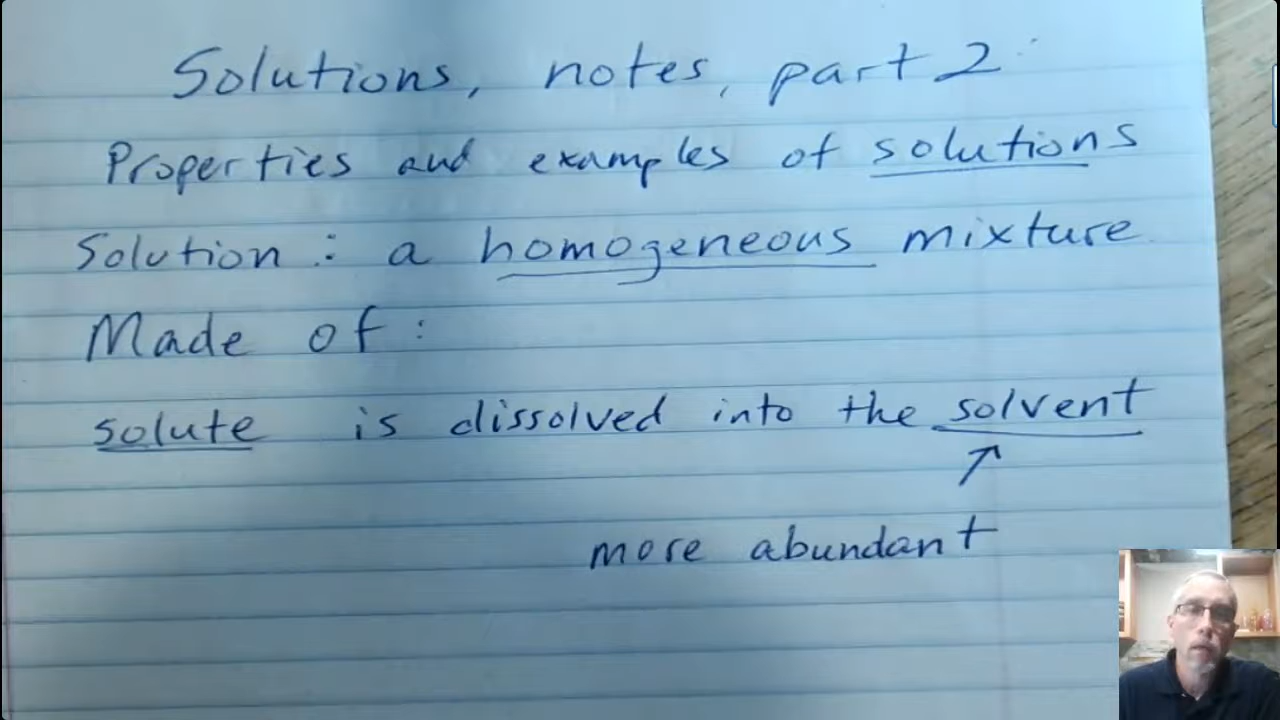 Solutions, notes, part 2
Properties and examples of solutions
Solution : a homogeneous mixture
Made of :
solute is dissolved into the solvent
↑
more abundant